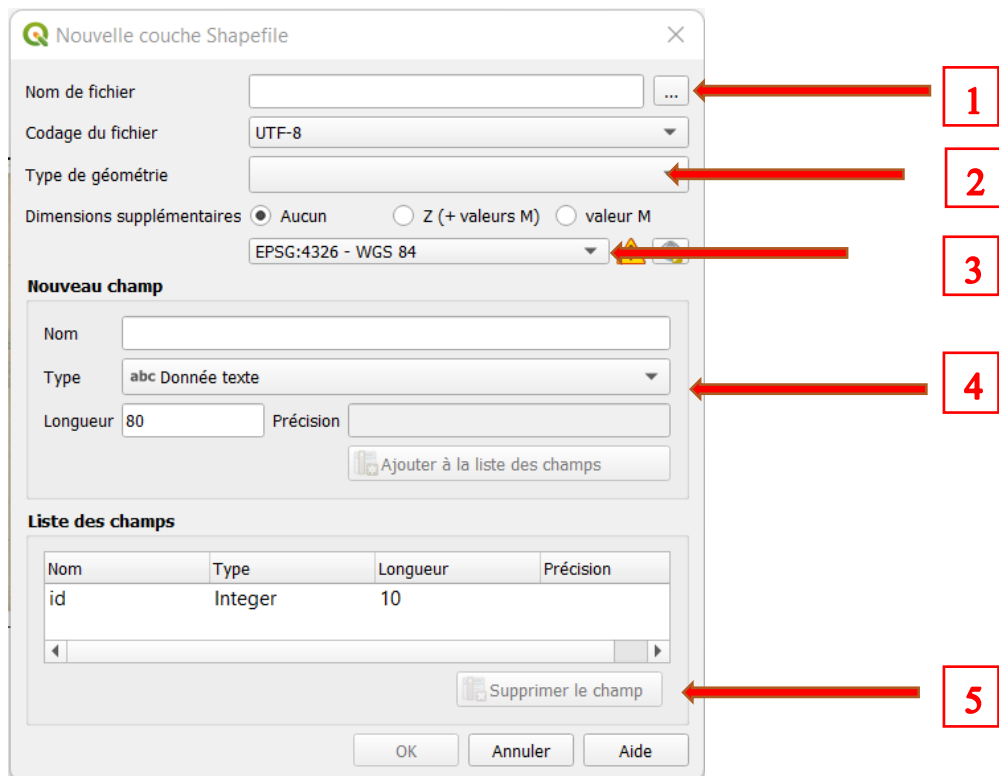 Nouvelle couche Shapefile
Nom de fichier ... 1
Codage du fichier UTF-8
Type de géométrie 2
Dimensions supplémentaires Aucun Z (+ valeurs M) valeur M
EPSG:4326 - WGS 84 3
Nouveau champ
Nom
Type abc Donnée texte 4
Longueur 80 Précision
Ajouter à la liste des champs
Liste des champs
Nom Type Longueur Précision
id Integer 10
Supprimer le champ 5
OK Annuler Aide